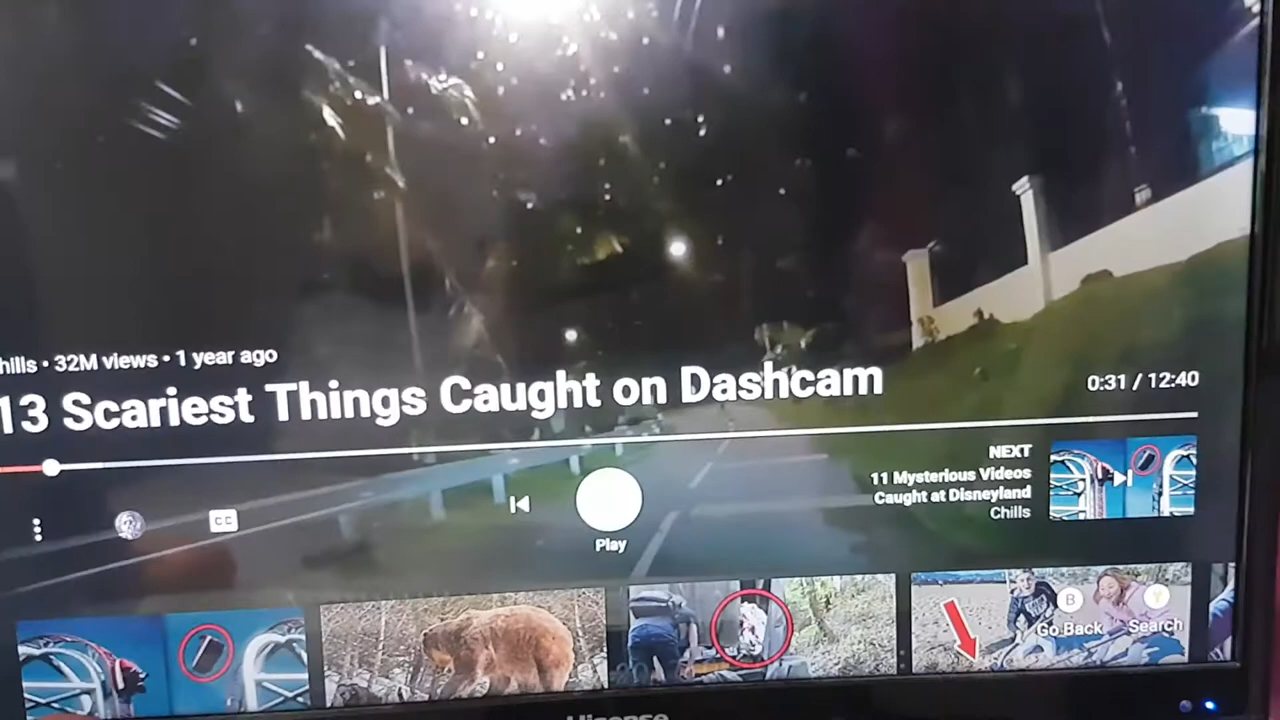 hills • 32M views • 1 year ago
13 Scariest Things Caught on Dashcam
0:31 / 12:40
NEXT
11 Mysterious Videos
Caught at Disneyland
Chills
CC
Play
B
Y
Go Back
Search
Hisense